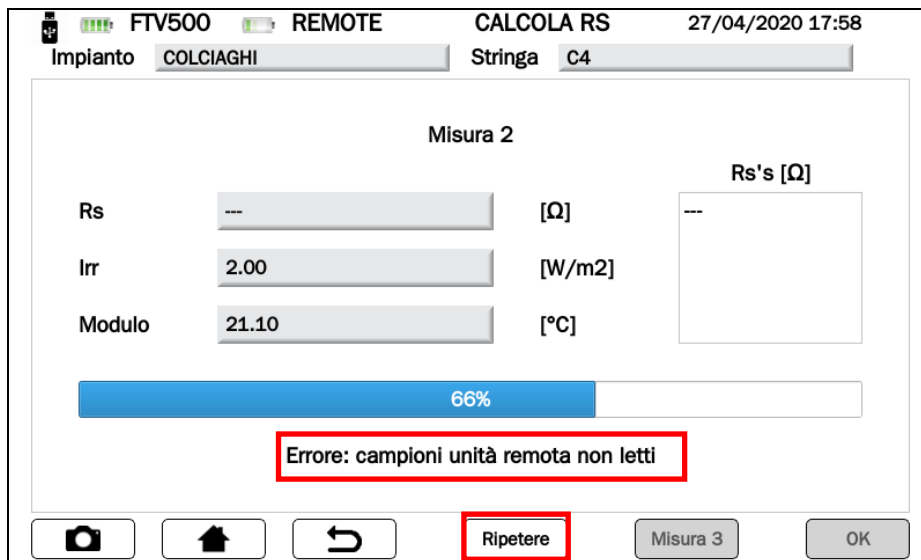 FTV500 REMOTE CALCOLA RS 27/04/2020 17:58
Impianto COLCIAGHI Stringa C4
Misura 2
Rs's [Ω]
Rs --- [Ω] ---
Irr 2.00 [W/m2]
Modulo 21.10 [°C]
66%
Errore: campioni unità remota non letti
Ripetere Misura 3 OK